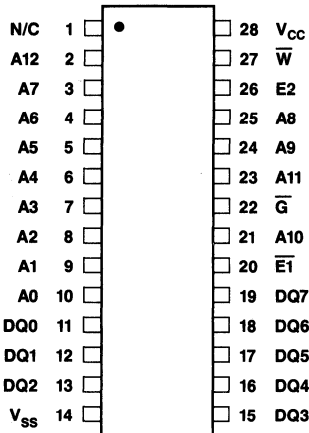 N/C 1 28 VCC
A12 2 27 W̅
A7 3 26 E2
A6 4 25 A8
A5 5 24 A9
A4 6 23 A11
A3 7 22 G̅
A2 8 21 A10
A1 9 20 E̅1̅
A0 10 19 DQ7
DQ0 11 18 DQ6
DQ1 12 17 DQ5
DQ2 13 16 DQ4
VSS 14 15 DQ3